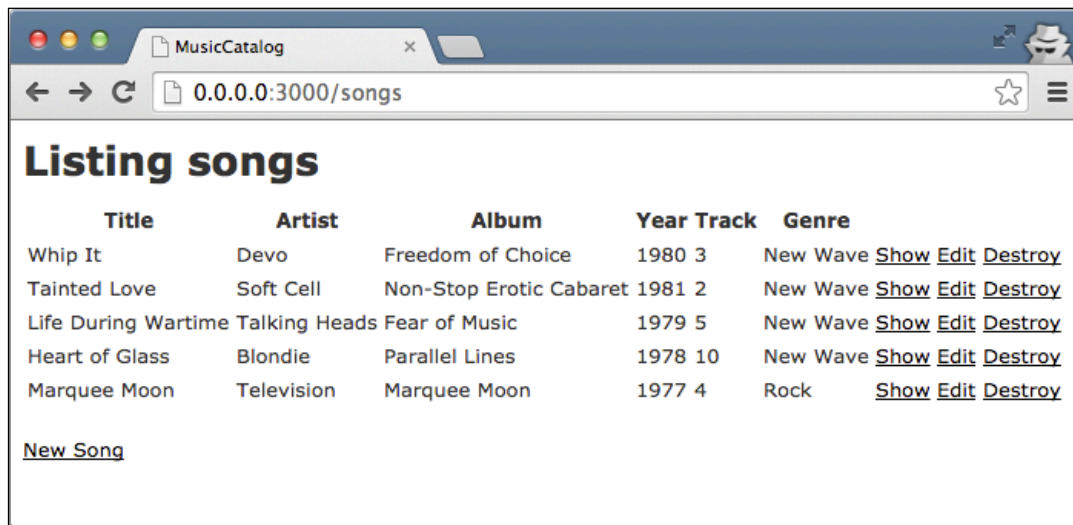 MusicCatalog
0.0.0.0:3000/songs
Listing songs
Title Artist Album Year Track Genre
Whip It Devo Freedom of Choice 1980 3 New Wave Show Edit Destroy
Tainted Love Soft Cell Non-Stop Erotic Cabaret 1981 2 New Wave Show Edit Destroy
Life During Wartime Talking Heads Fear of Music 1979 5 New Wave Show Edit Destroy
Heart of Glass Blondie Parallel Lines 1978 10 New Wave Show Edit Destroy
Marquee Moon Television Marquee Moon 1977 4 Rock Show Edit Destroy
New Song